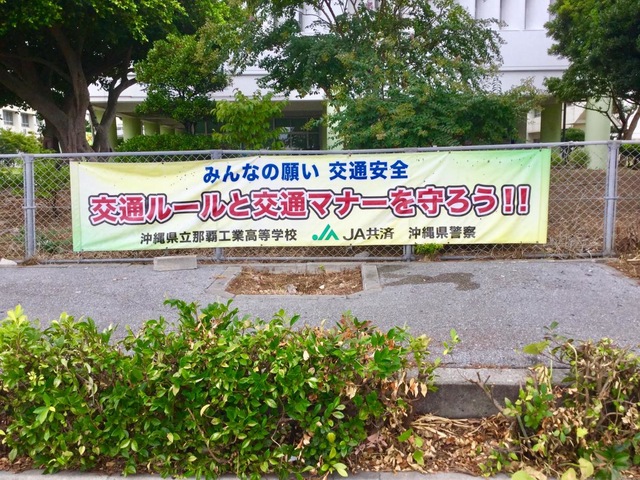 みんなの願い 交通安全
交通ルールと交通マナーを守ろう!!
沖縄県立那覇工業高等学校 JA共済 沖縄県警察